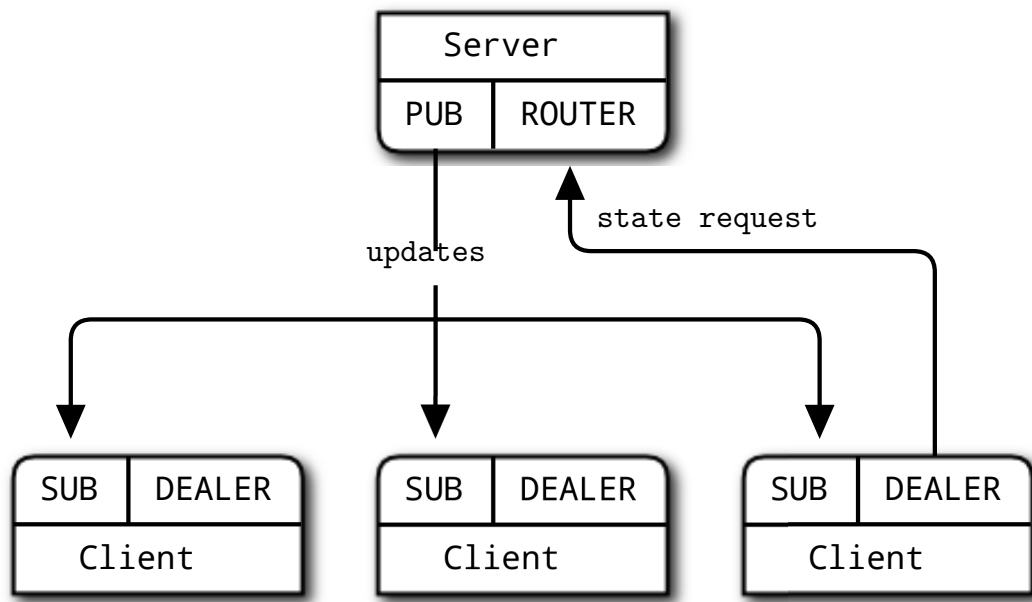 Server
PUB ROUTER
state request
updates
SUB DEALER SUB DEALER SUB DEALER
Client Client Client